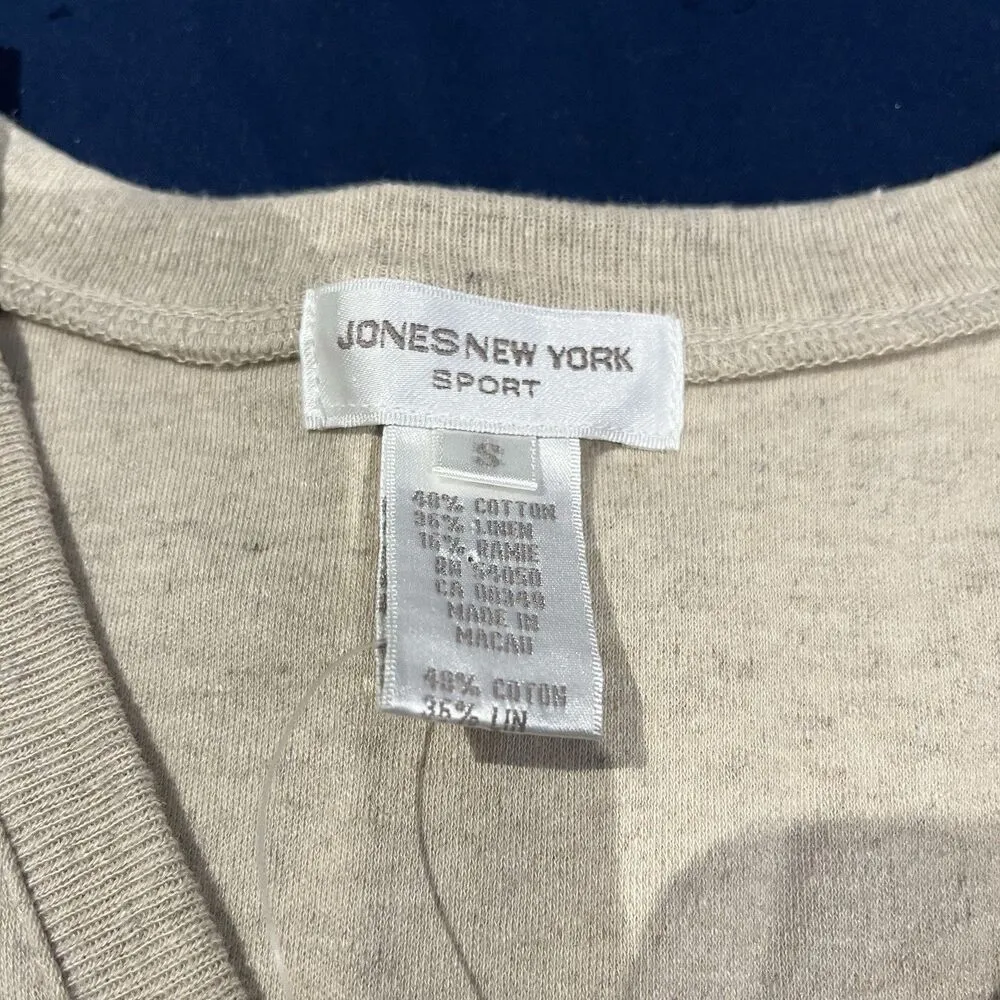 JONES NEW YORK
SPORT
S
48% COTTON
36% LINEN
16% RAMIE
RN 54050
CA 00349
MADE IN
MACAU
48% COTON
36% LIN